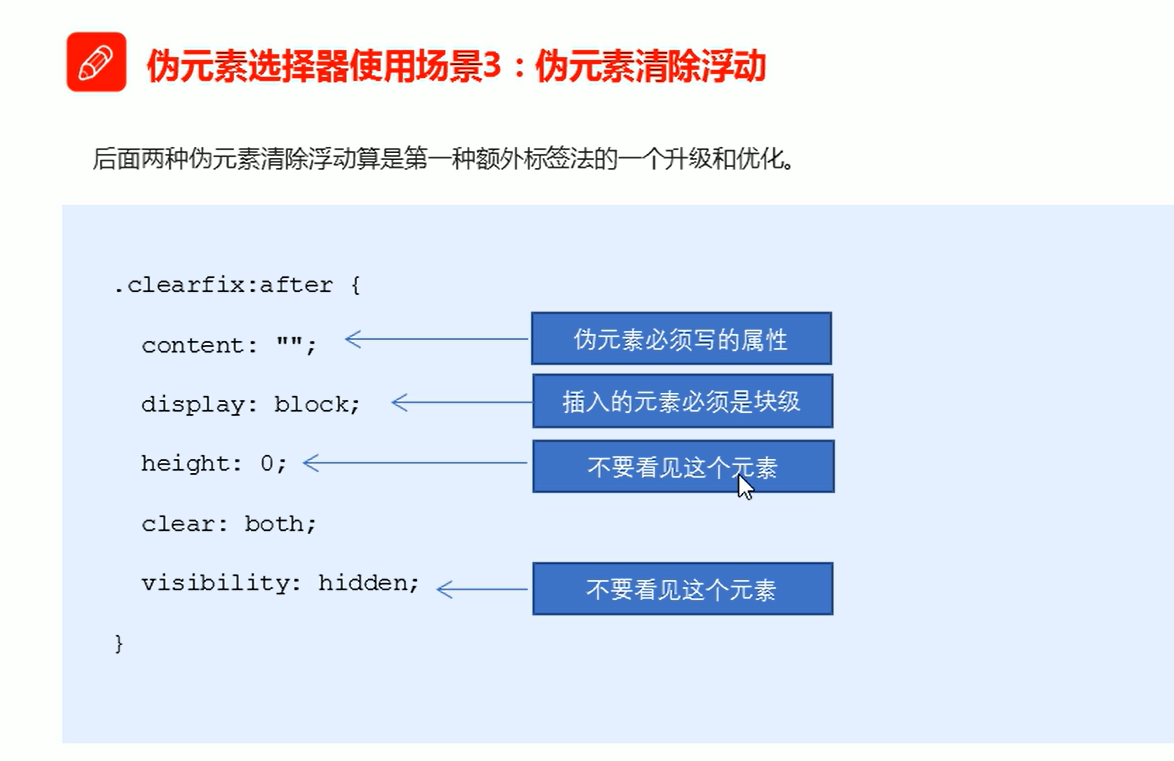 伪元素选择器使用场景3：伪元素清除浮动
后面两种伪元素清除浮动算是第一种额外标签法的一个升级和优化。
.clearfix:after {
content: "";
伪元素必须写的属性
display: block;
插入的元素必须是块级
height: 0;
不要看见这个元素
clear: both;
visibility: hidden;
不要看见这个元素
}